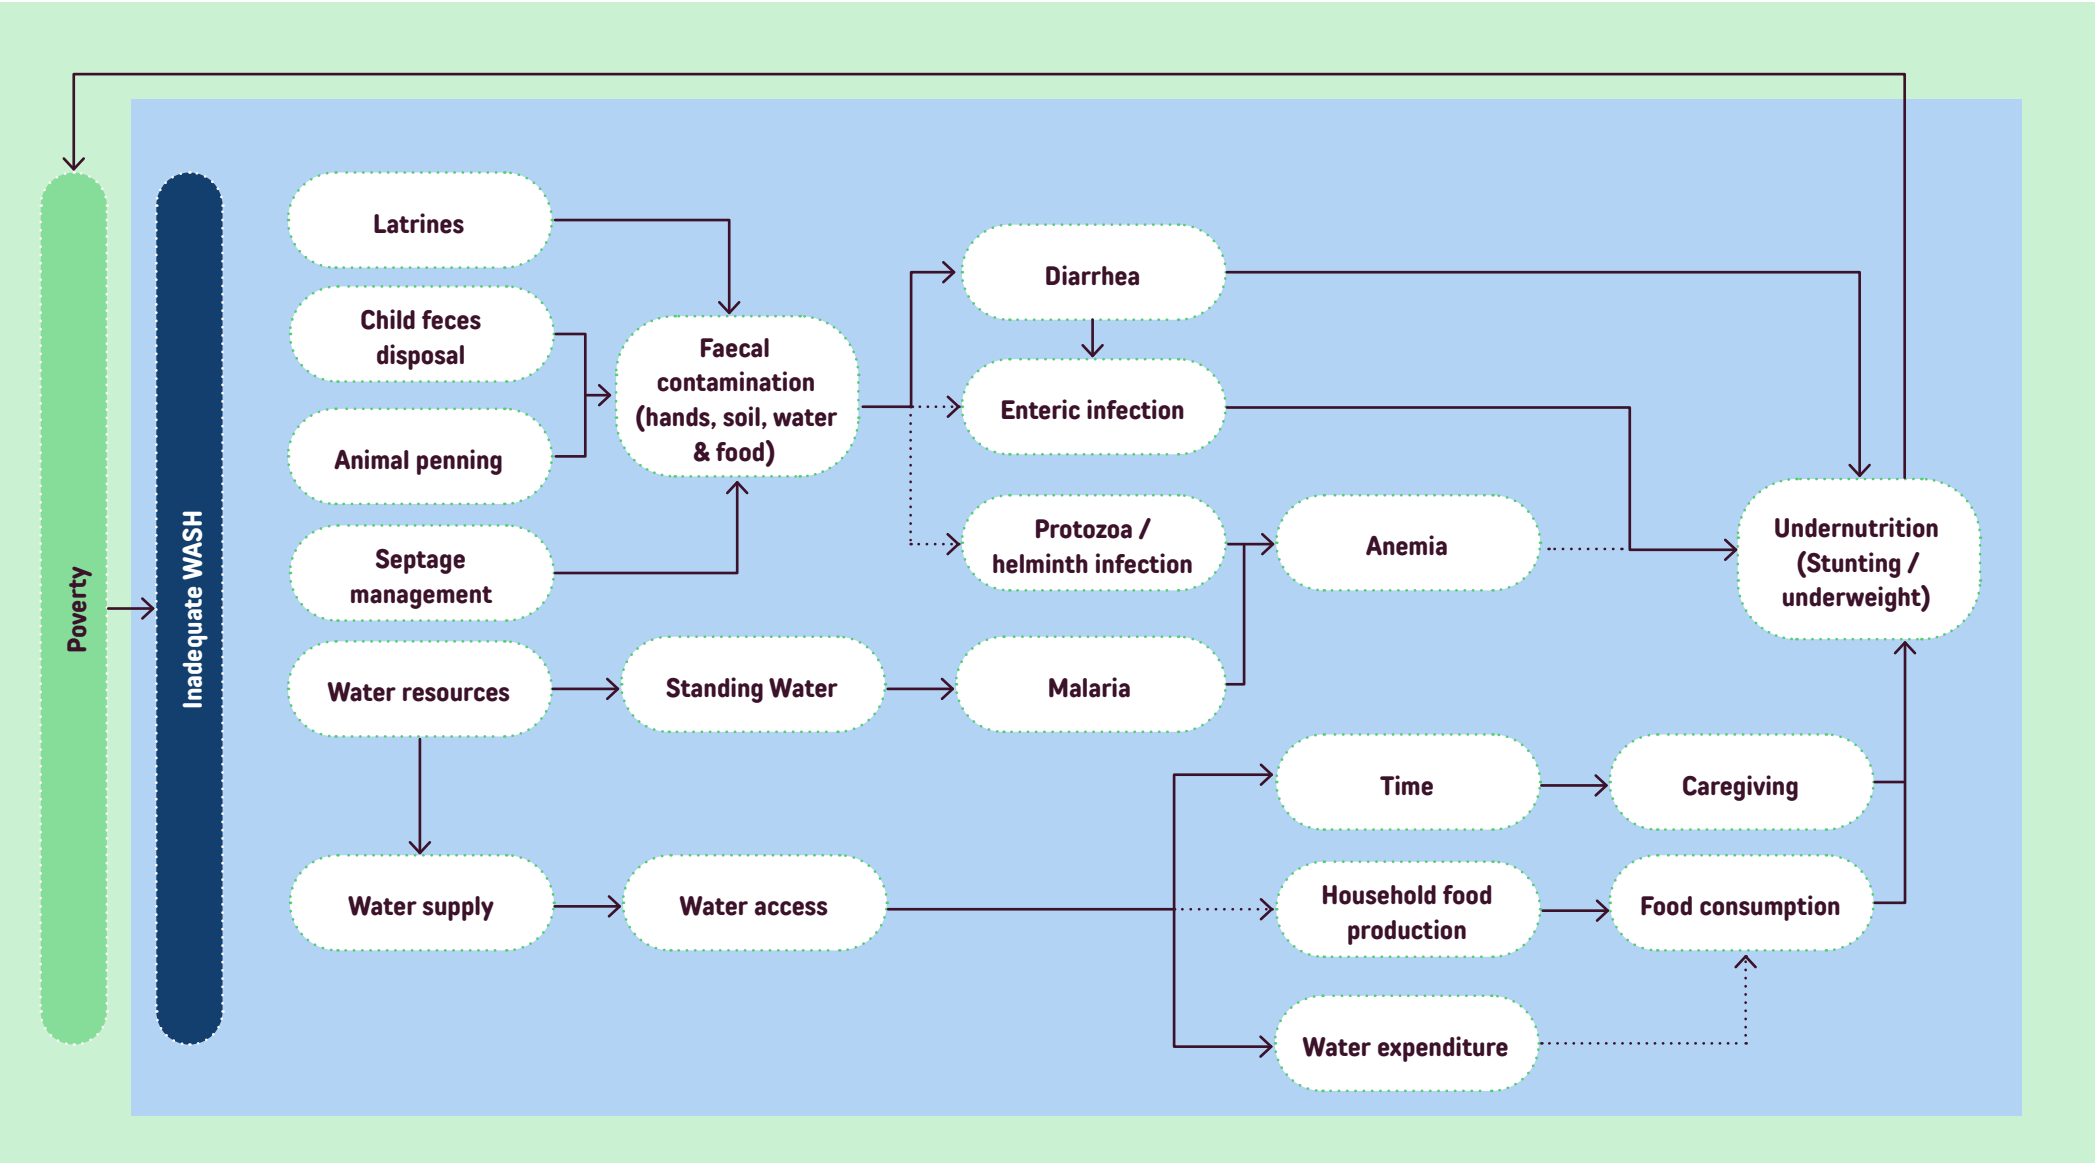 Poverty
Inadequate WASH
Latrines
Child feces
disposal
Animal penning
Septage
management
Water resources
Water supply
Faecal
contamination
(hands, soil, water
& food)
Standing Water
Water access
Diarrhea
Enteric infection
Protozoa /
helminth infection
Malaria
Anemia
Time
Household food
production
Water expenditure
Caregiving
Food consumption
Undernutrition
(Stunting /
underweight)